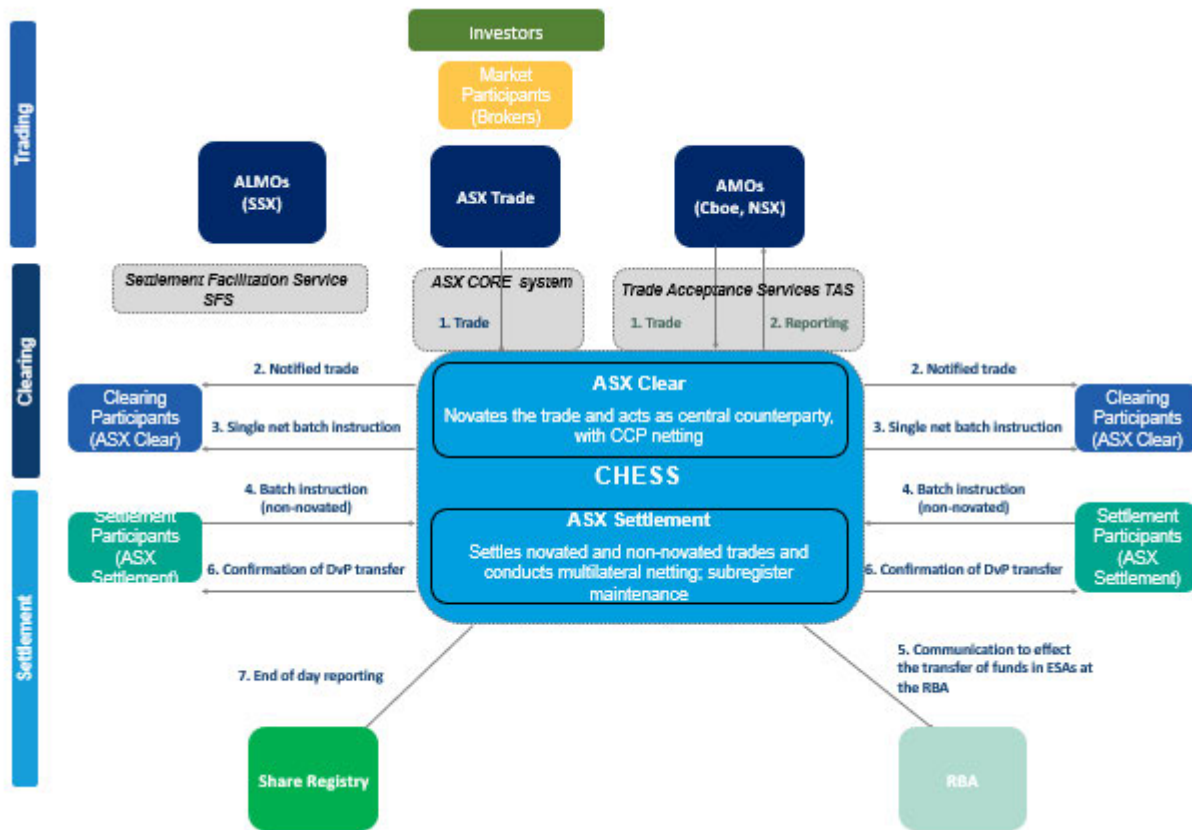 Investors
Market
Participants
(Brokers)
Trading
ALMOs
(SSX)
ASX Trade
AMOs
(Cboe, NSX)
Settlement Facilitation Service
SFS
ASX CORE system
1. Trade
Trade Acceptance Services TAS
1. Trade
2. Reporting
Clearing
2. Notified trade
Clearing
Participants
(ASX Clear)
3. Single net batch instruction
ASX Clear
Novates the trade and acts as central counterparty,
with CCP netting
2. Notified trade
3. Single net batch instruction
Clearing
Participants
(ASX Clear)
CHESS
Settlement
4. Batch instruction
(non-novated)
Settlement
Participants
(ASX
Settlement)
6. Confirmation of DvP transfer
ASX Settlement
Settles novated and non-novated trades and
conducts multilateral netting; subregister
maintenance
4. Batch instruction
(non-novated)
6. Confirmation of DvP transfer
Settlement
Participants
(ASX
Settlement)
7. End of day reporting
5. Communication to effect
the transfer of funds in ESAs at
the RBA
Share Registry
RBA